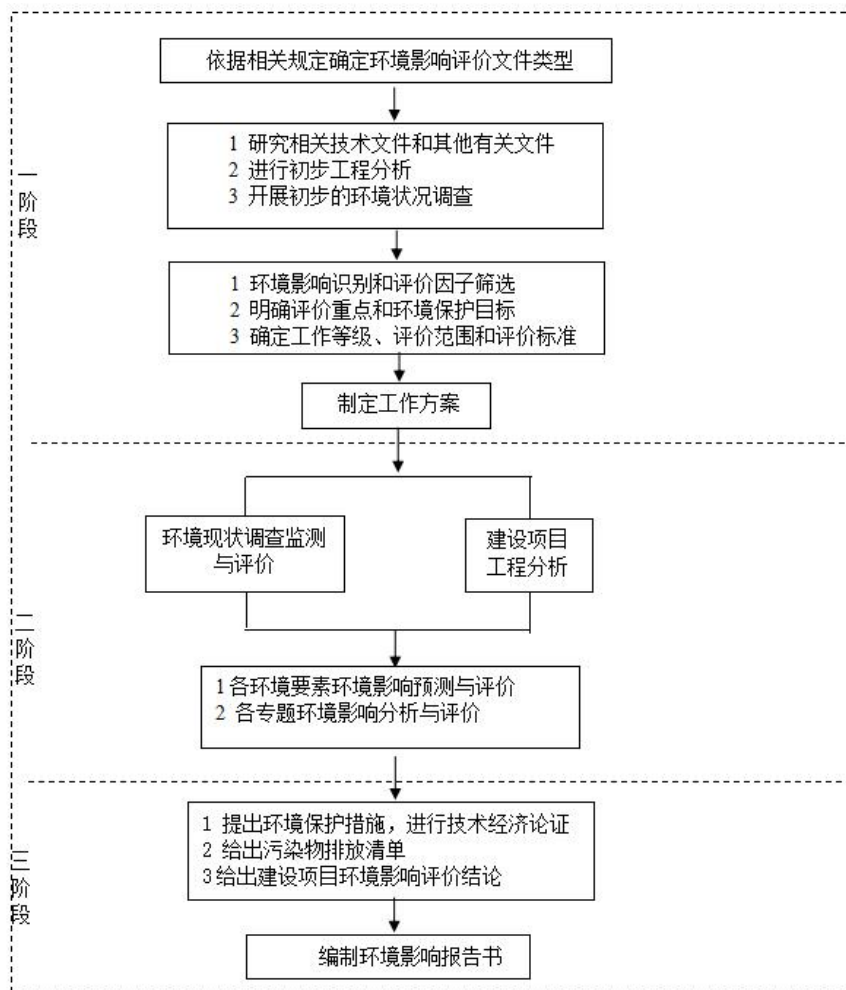 依据相关规定确定环境影响评价文件类型
1 研究相关技术文件和其他有关文件
2 进行初步工程分析
3 开展初步的环境状况调查
一阶段
1 环境影响识别和评价因子筛选
2 明确评价重点和环境保护目标
3 确定工作等级、评价范围和评价标准
制定工作方案
环境现状调查监测
与评价
建设项目
工程分析
二阶段
1各环境要素环境影响预测与评价
2 各专题环境影响分析与评价
1 提出环境保护措施，进行技术经济论证
2 给出污染物排放清单
3给出建设项目环境影响评价结论
三阶段
编制环境影响报告书